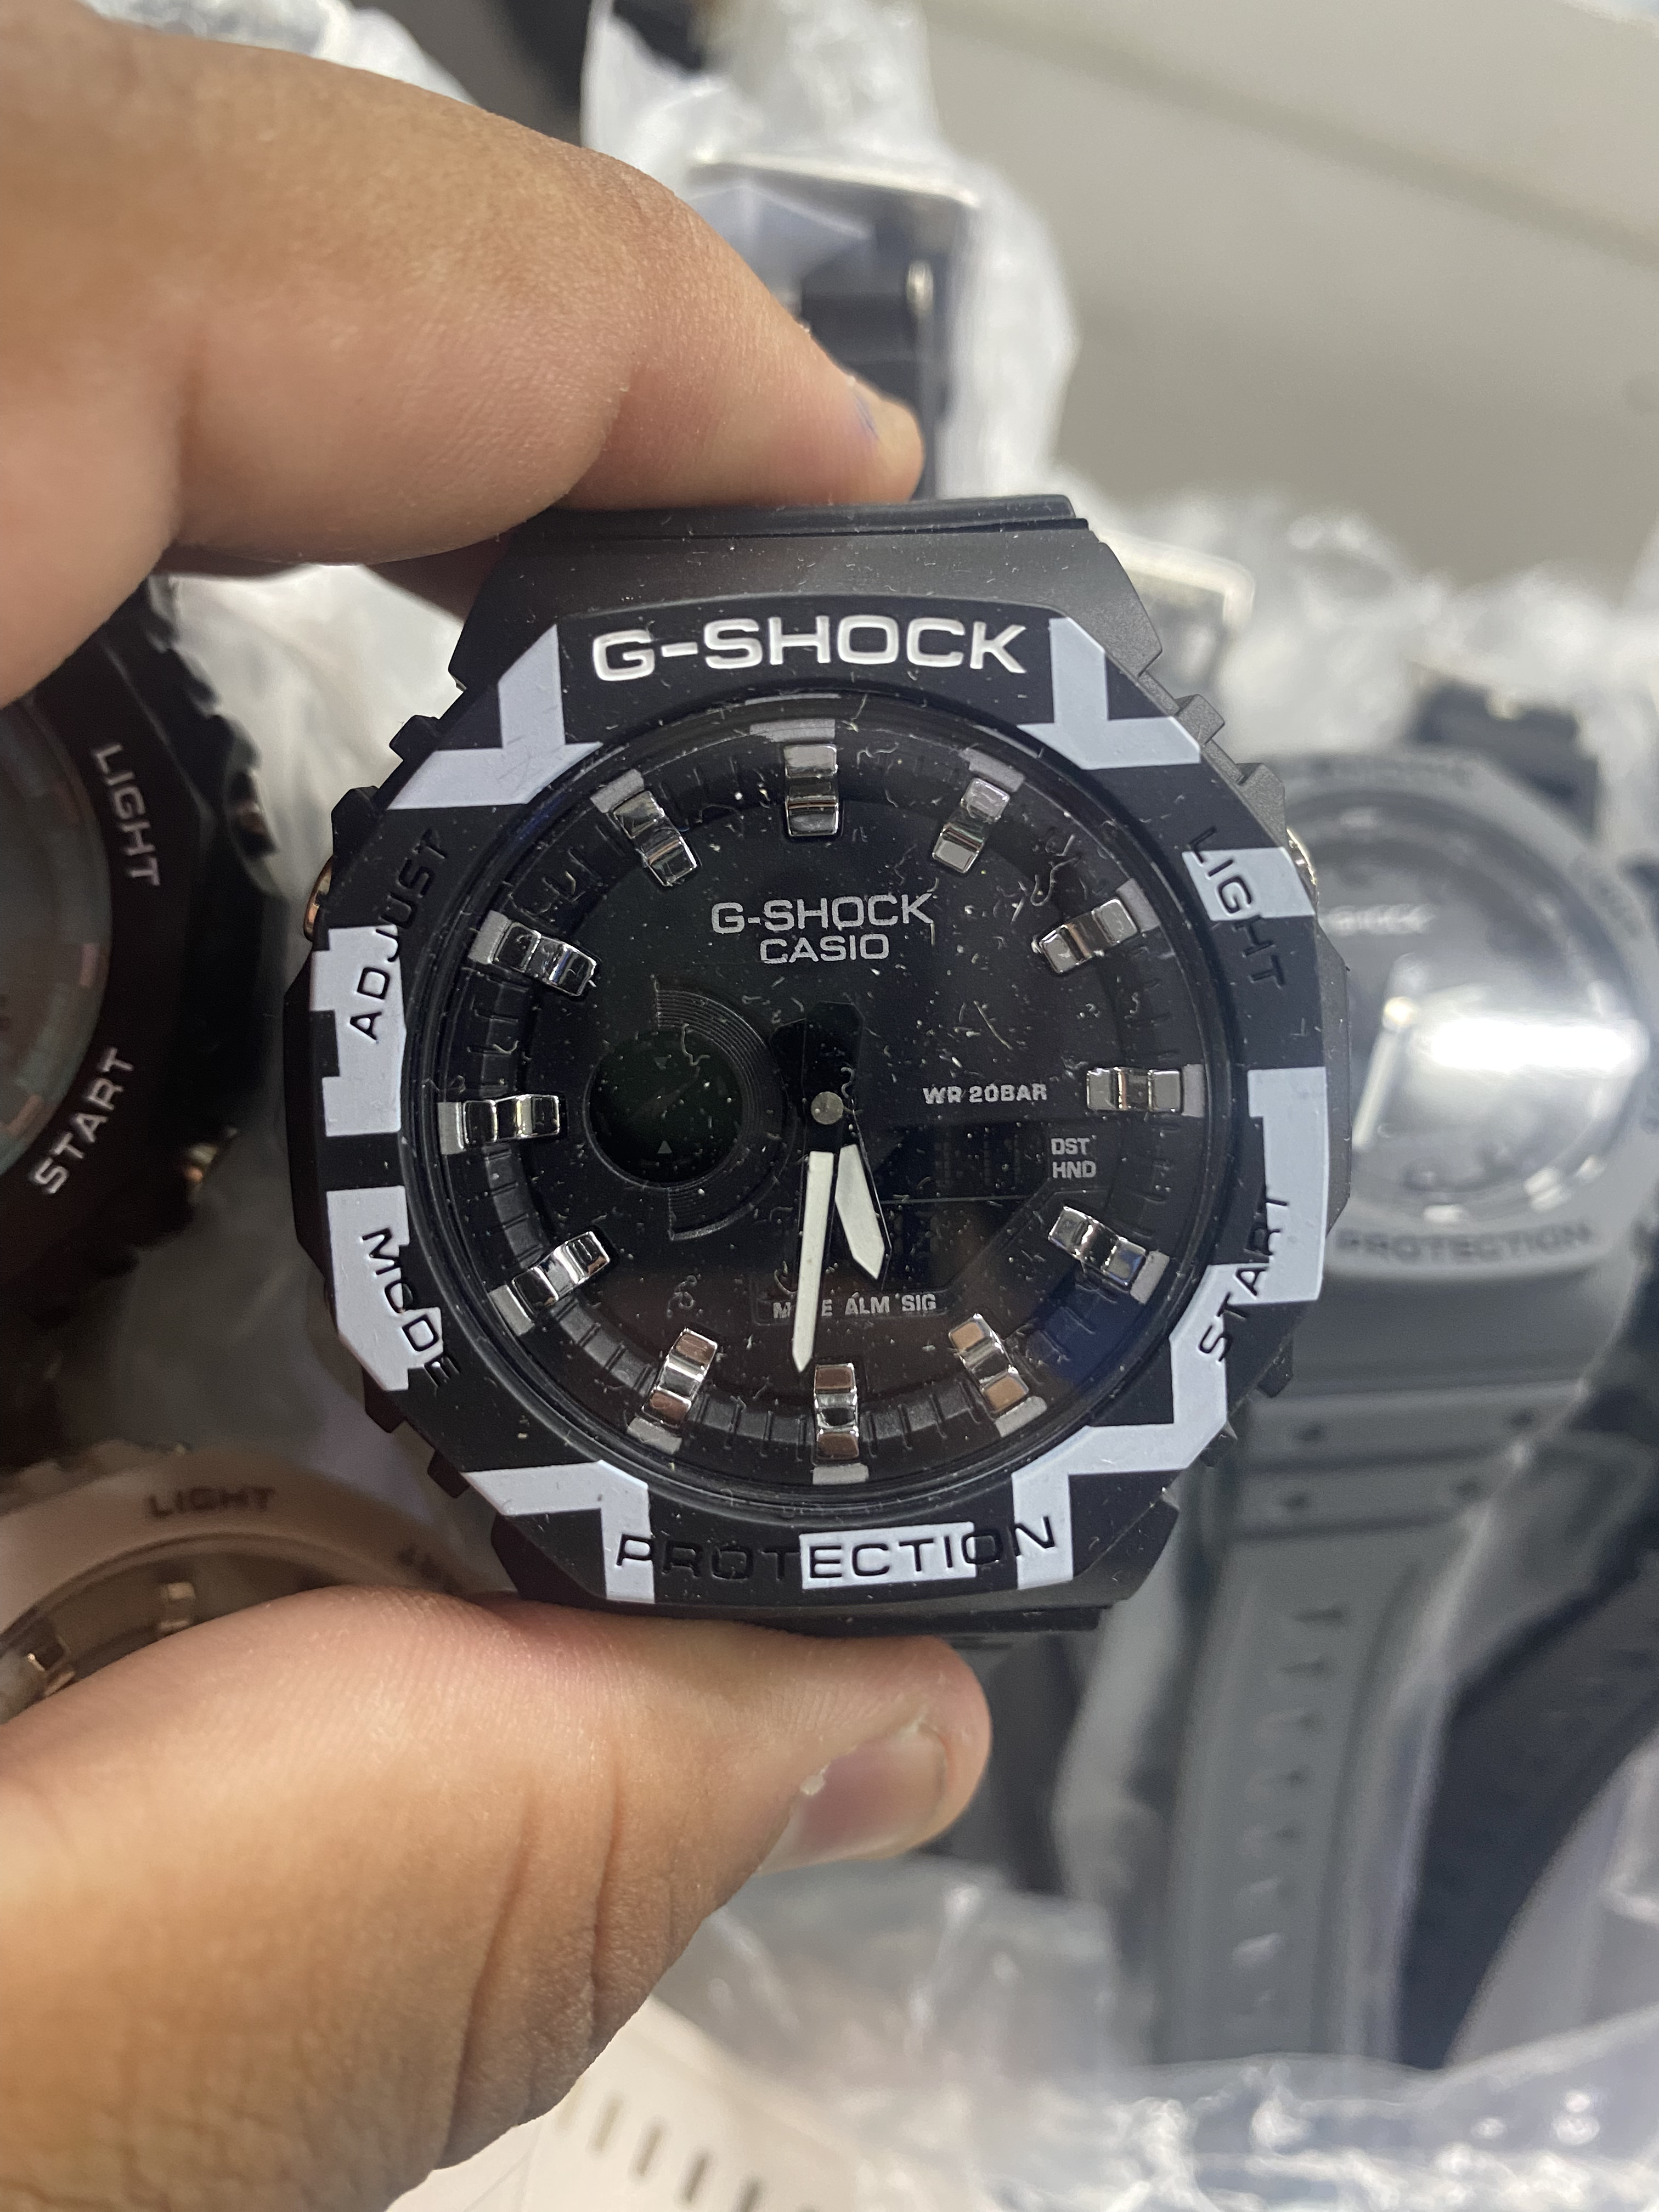 G-SHOCK
ADJUST
LIGHT
G-SHOCK
CASIO
WR 20BAR
DST
HND
ALM SIG
MODE
START
PROTECTION
LIGHT
START
LIGHT
PROTECTION